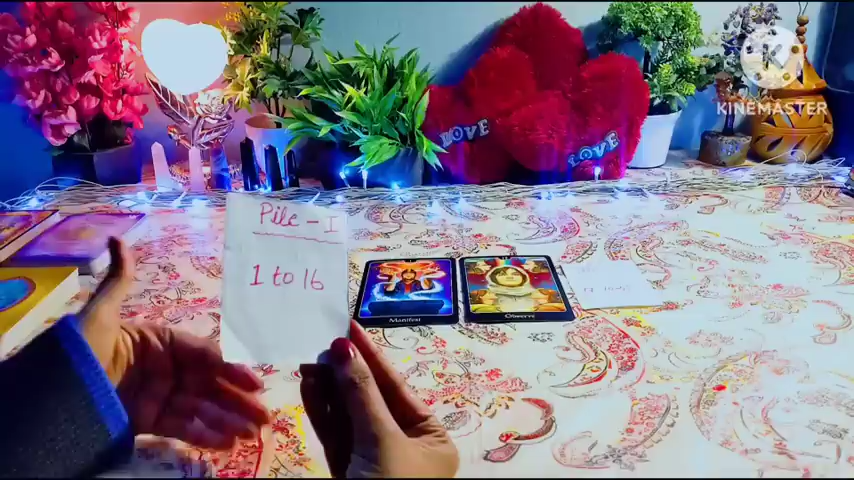 KINEMASTER
LOVE
LOVE
Pile - I
1 to 16
Manifest
Observe